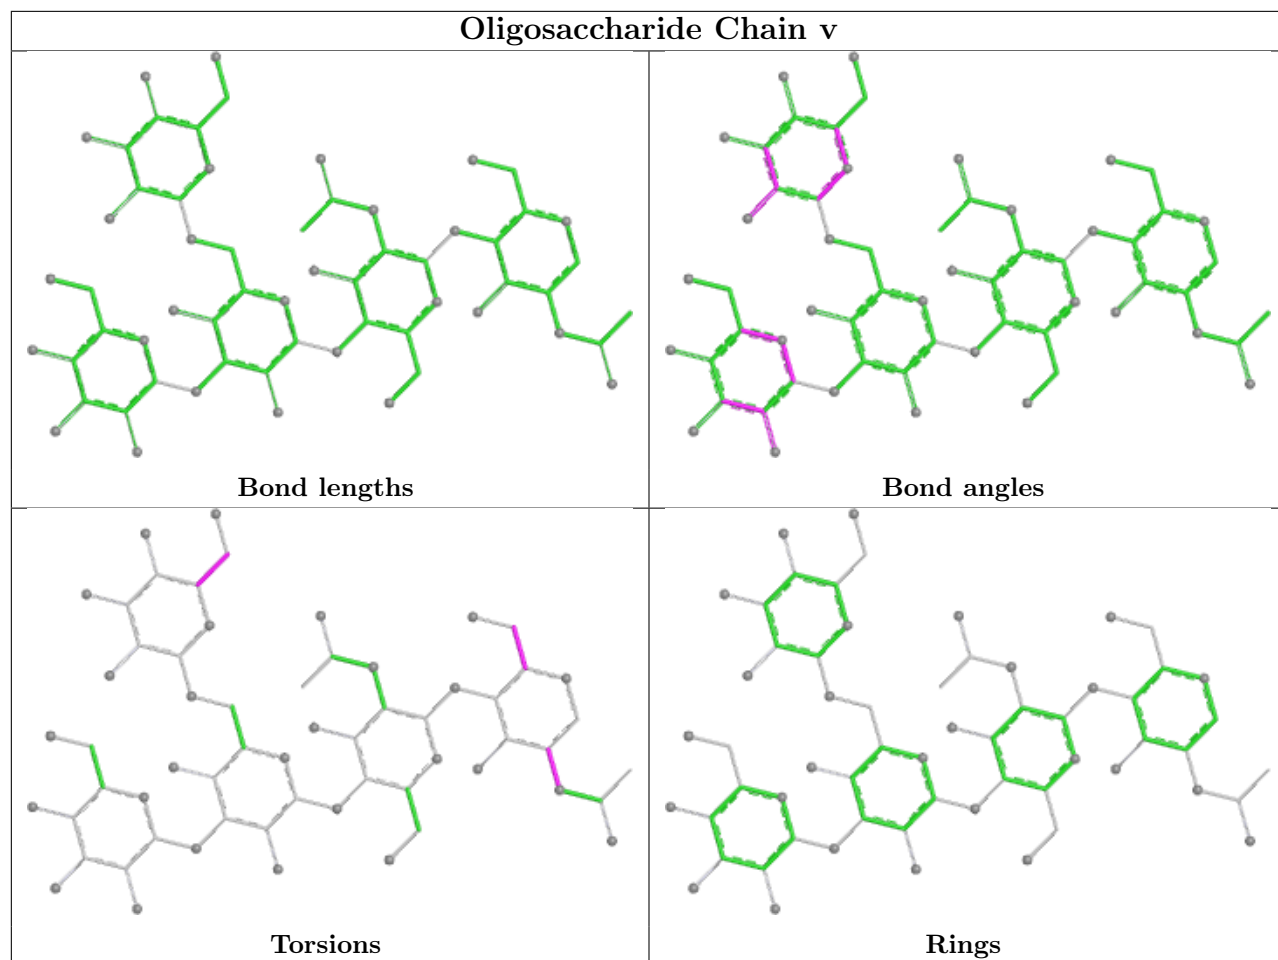 Oligosaccharide Chain v
Bond lengths
Bond angles
Torsions
Rings